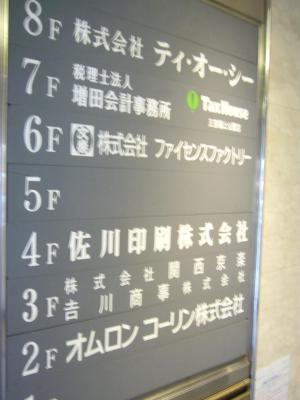 8F 株式会社 ティ・オー・シー
7F 税理士法人
増田会計事務所
TaxHouse
6F 株式会社 ファイセンスファクトリー
5F
4F 佐川印刷株式会社
3F 株式会社関西京楽
吉川商事株式会社
2F オムロン コーリン株式会社